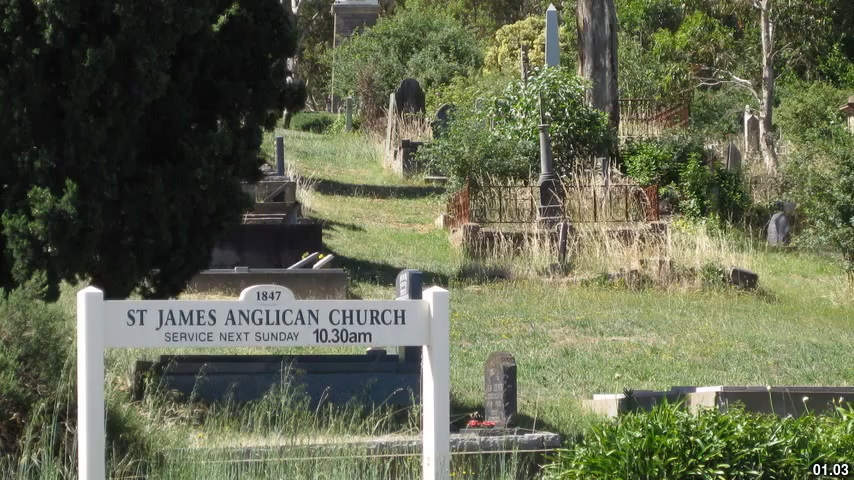 1847
ST JAMES ANGLICAN CHURCH
SERVICE NEXT SUNDAY 10.30am
01.03